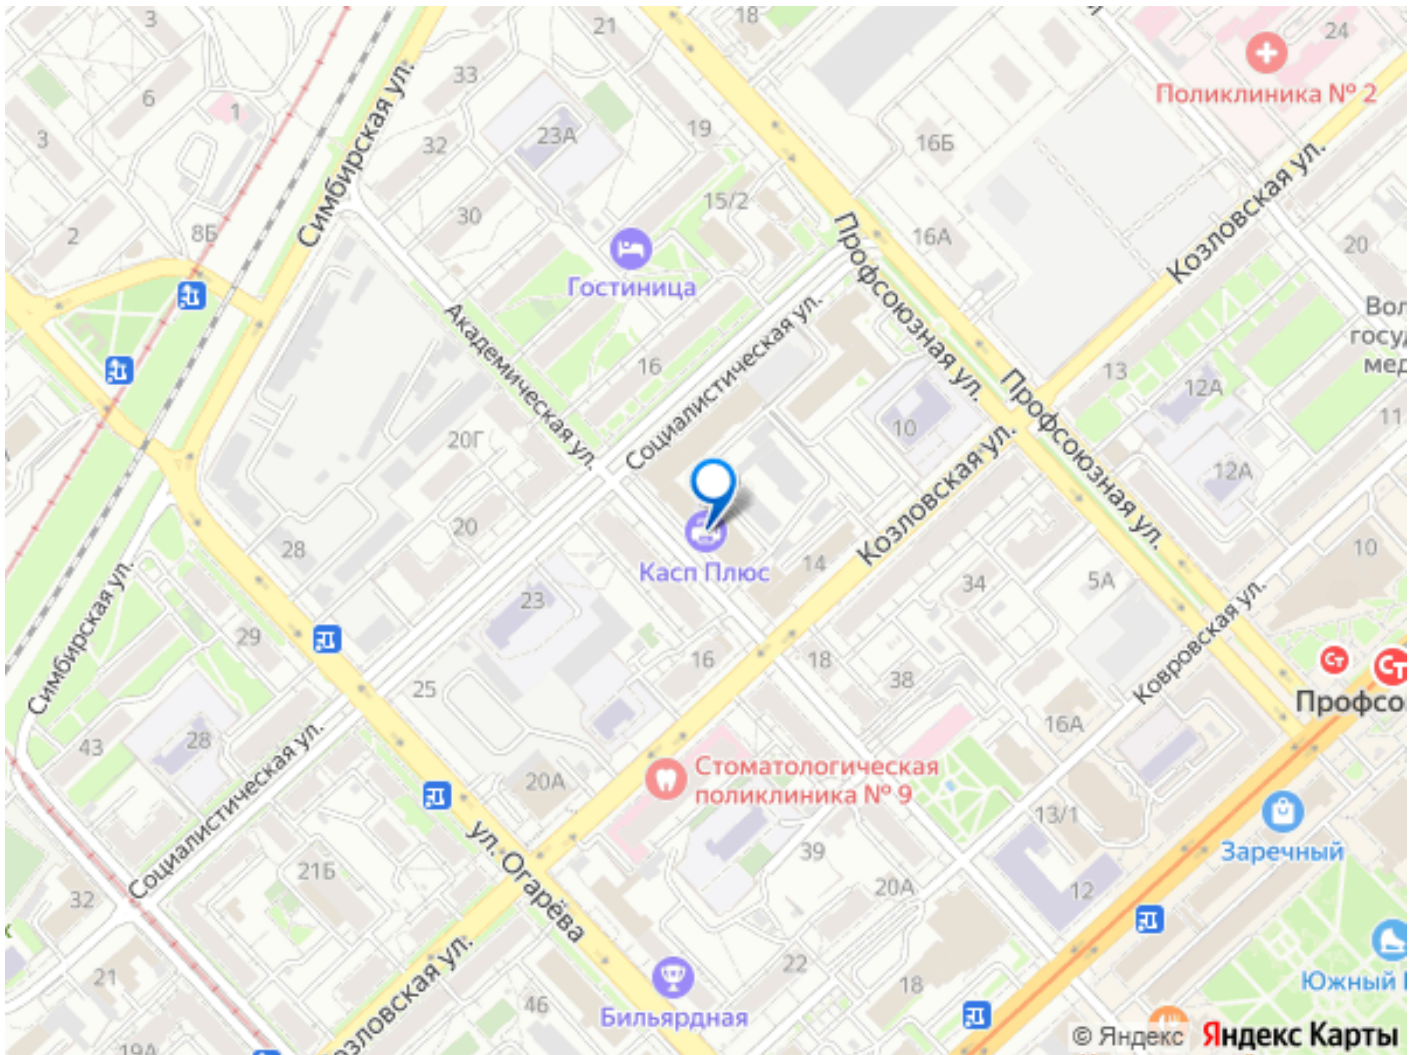 3
21
18
24
33
Поликлиника № 2
6
1
19
23А
16Б
3
32
Симбирская ул.
15/2
30
Козловская ул.
2
8Б
16А
20
Профсоюзная ул.
Гостиница
Вол
госуд
мед
Академическая ул.
Социалистическая ул.
16
13
12А
Профсоюзная ул.
11
20Г
10
12А
Козловская ул.
20
28
10
Касп Плюс
14
34
5А
23
Симбирская ул.
29
Ковровская ул.
16
18
38
25
Профсо
16А
43
28
Социалистическая ул.
Стоматологическая
поликлиника № 9
20А
13/1
39
Заречный
ул. Огарёва
21Б
20А
12
32
22
21
18
Южный
Козловская ул.
46
Бильярдная
19А
© Яндекс Яндекс Карты